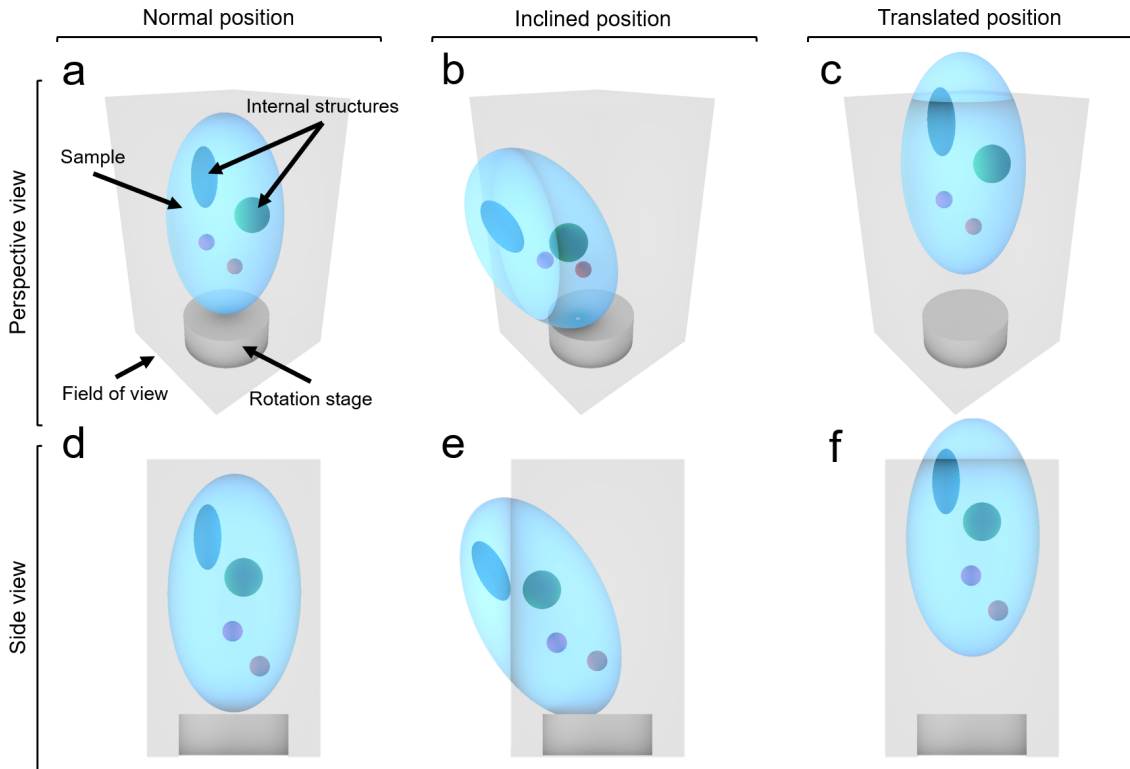 Normal position
Inclined position
Translated position
Perspective view
a
b
c
Internal structures
Sample
Field of view
Rotation stage
Side view
d
e
f